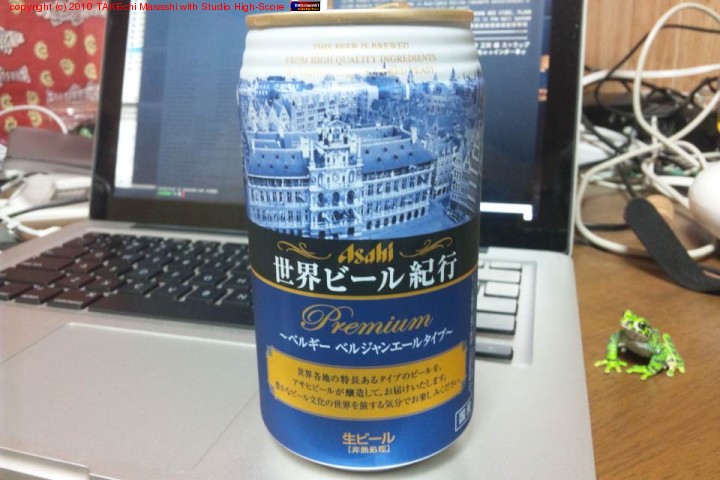 copyright (c) 2010 TAKEchi Masashi with Studio High-Score
THIS BEER IS BREWED
FROM HIGH QUALITY INGREDIENTS
Asahi
世界ビール紀行
Premium
～ベルギー ベルジャンエールタイプ～
世界各地の特長あるタイプのビールを、
アサヒビールが醸造して、お届けいたします。
豊かなビール文化の世界を旅する気分でお楽しみください。
生ビール
[非熱処理]